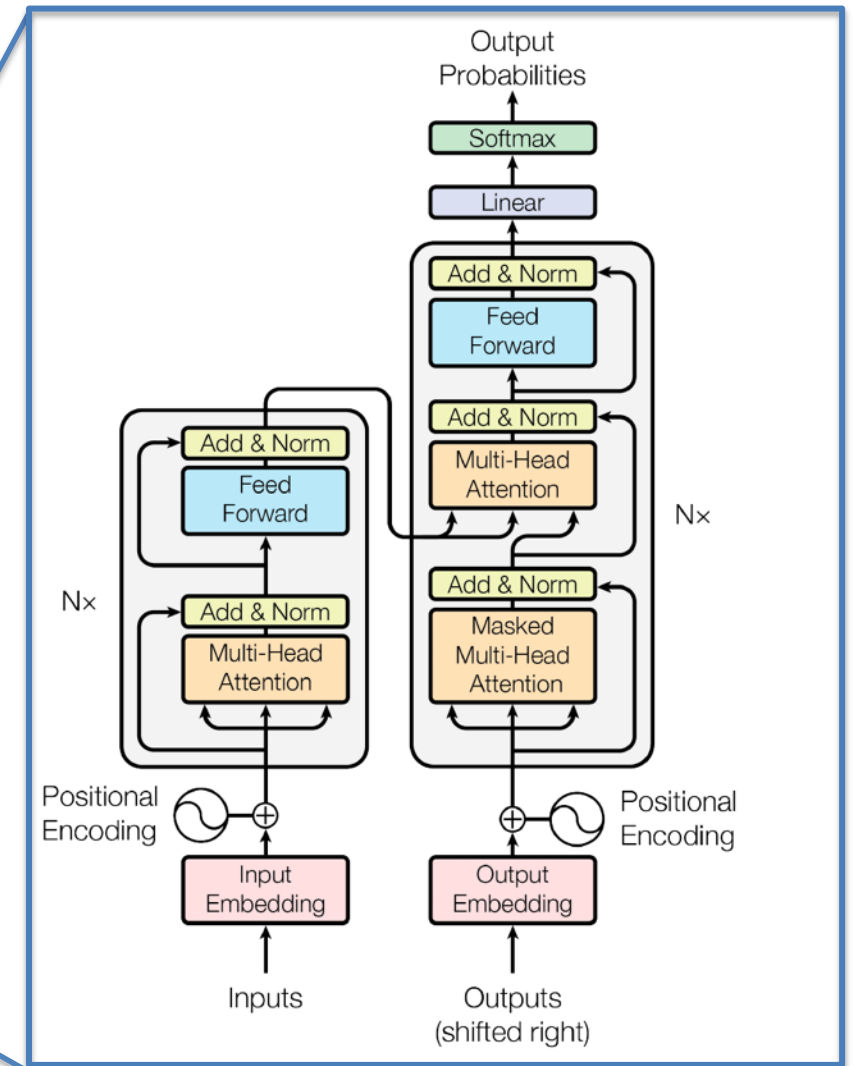 Output
Probabilities
Softmax
Linear
Add & Norm
Feed
Forward
Add & Norm
Multi-Head
Attention
Add & Norm
Masked
Multi-Head
Attention
Nx
Add & Norm
Feed
Forward
Add & Norm
Multi-Head
Attention
Nx
Positional
Encoding
Positional
Encoding
Input
Embedding
Output
Embedding
Inputs
Outputs
(shifted right)